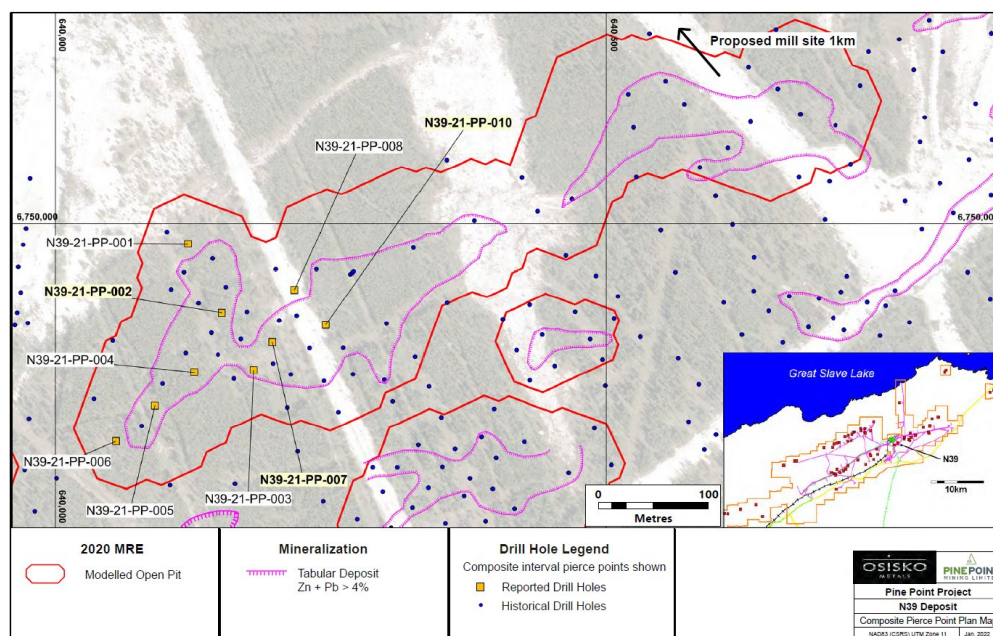 640,000
640,500
Proposed mill site 1km
N39-21-PP-010
N39-21-PP-008
6,750,000
6,750,000
N39-21-PP-001
N39-21-PP-002
N39-21-PP-004
Great Slave Lake
N39
10km
N39-21-PP-006
N39-21-PP-007
N39-21-PP-003
N39-21-PP-005
640,000
0
100
Metres
2020 MRE
Modelled Open Pit
Mineralization
Tabular Deposit
Zn + Pb > 4%
Drill Hole Legend
Composite interval pierce points shown
Reported Drill Holes
Historical Drill Holes
OSISKO
METALS
PINE POINT
MINING LIMITED
Pine Point Project
N39 Deposit
Composite Pierce Point Plan Map
NAD83 (CSRS) UTM Zone 11
Jan. 2022